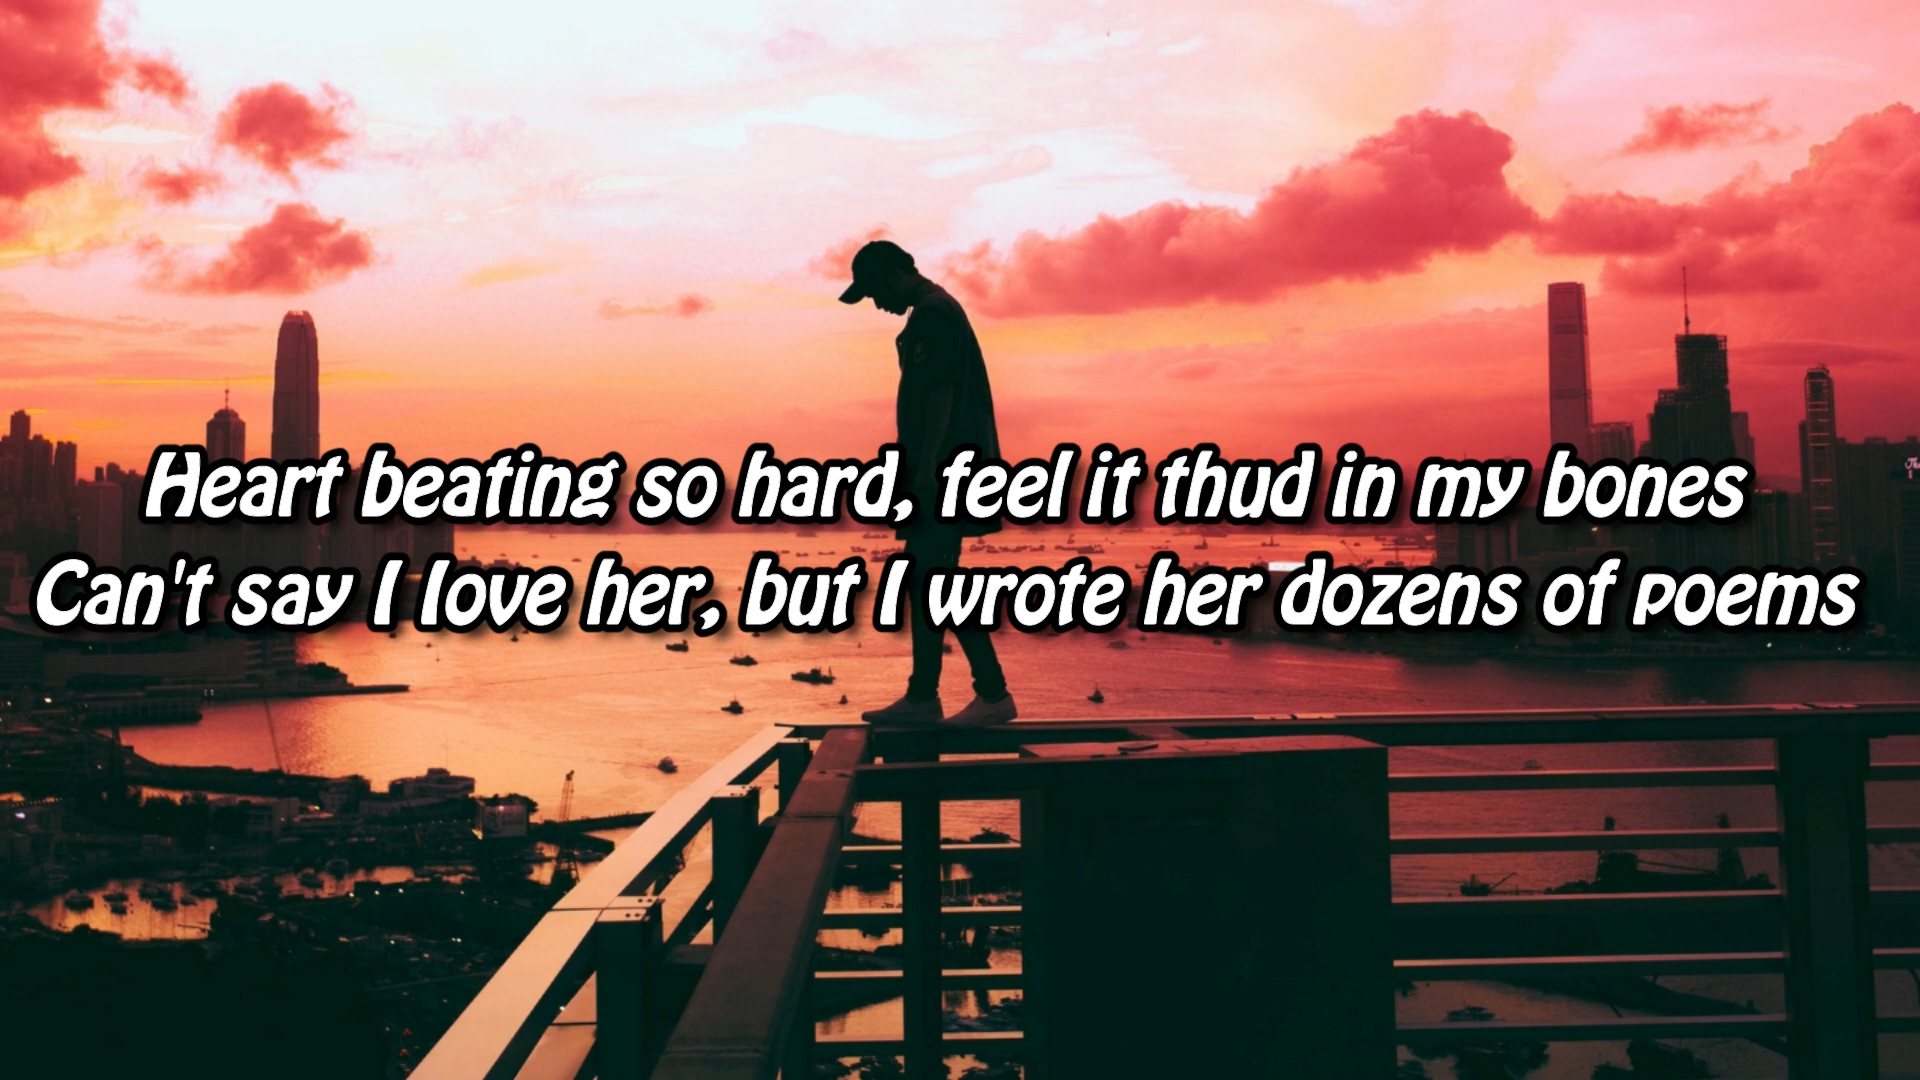 Heart beating so hard, feel it thud in my bones
Can't say I love her, but I wrote her dozens of poems